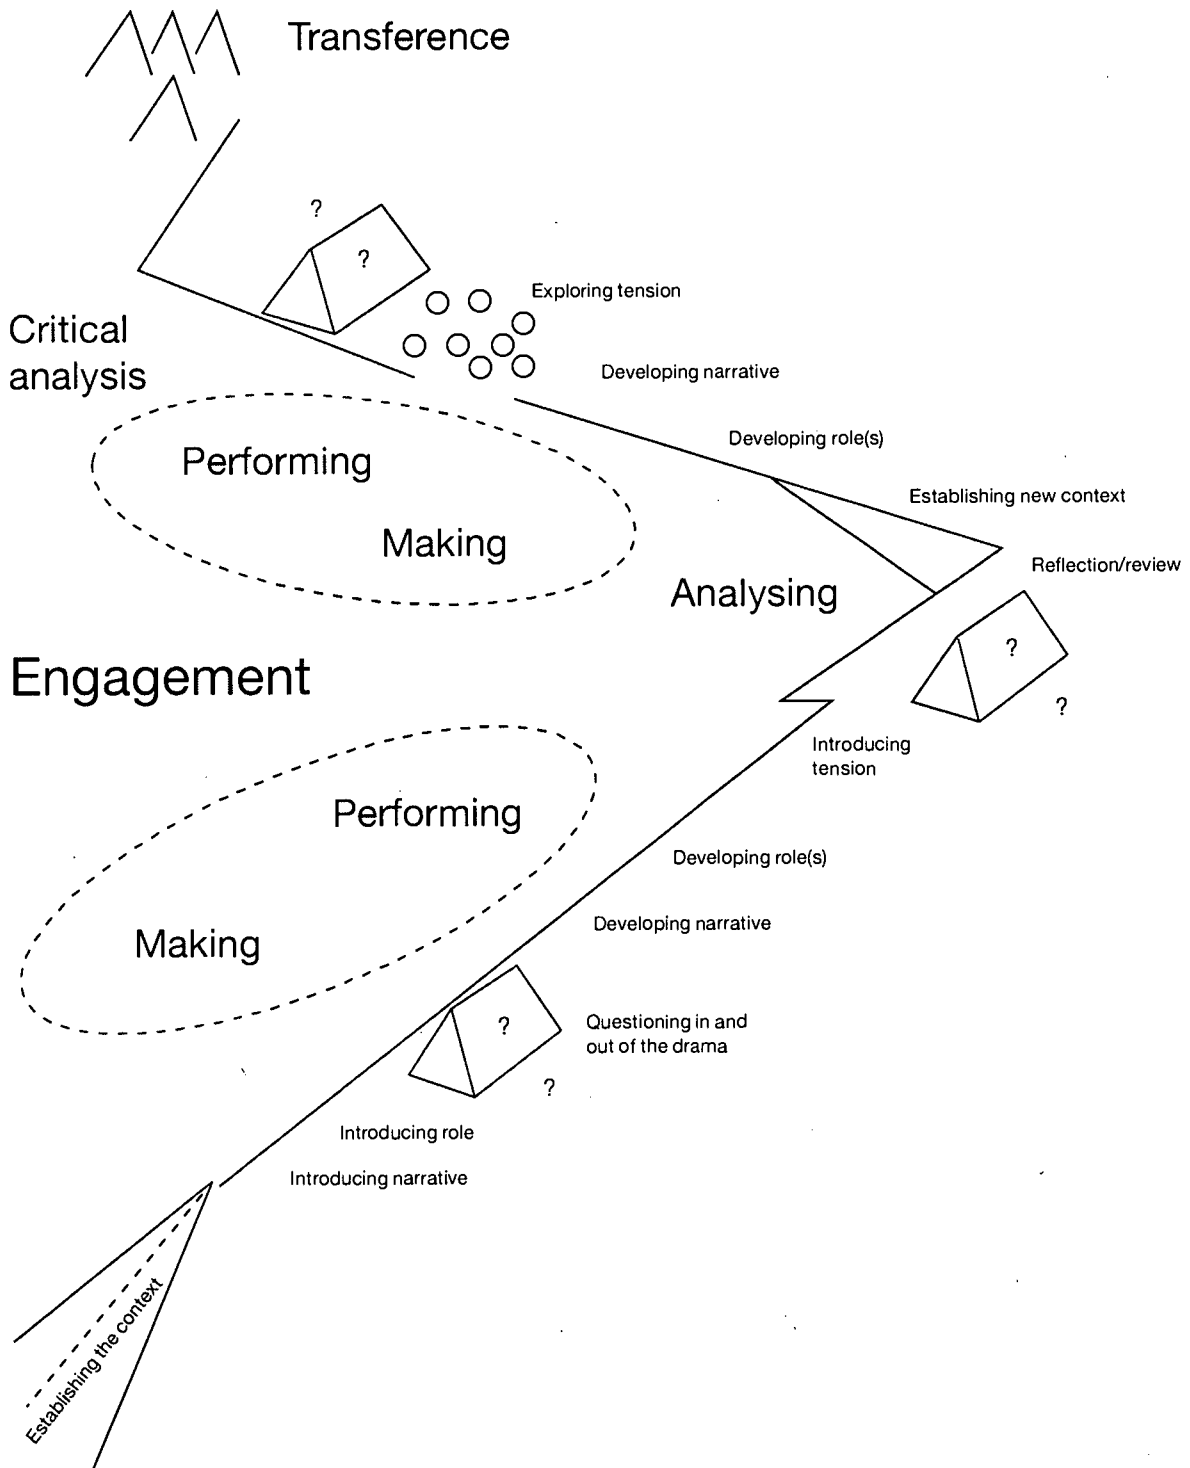 Transference
?
?
Exploring tension
Critical
analysis
Developing narrative
Developing role(s)
Performing
Establishing new context
Making
Reflection/review
Analysing
?
Engagement
?
Introducing
tension
Performing
Developing role(s)
Developing narrative
Making
?
Questioning in and
out of the drama
?
Introducing role
Introducing narrative
Establishing the context